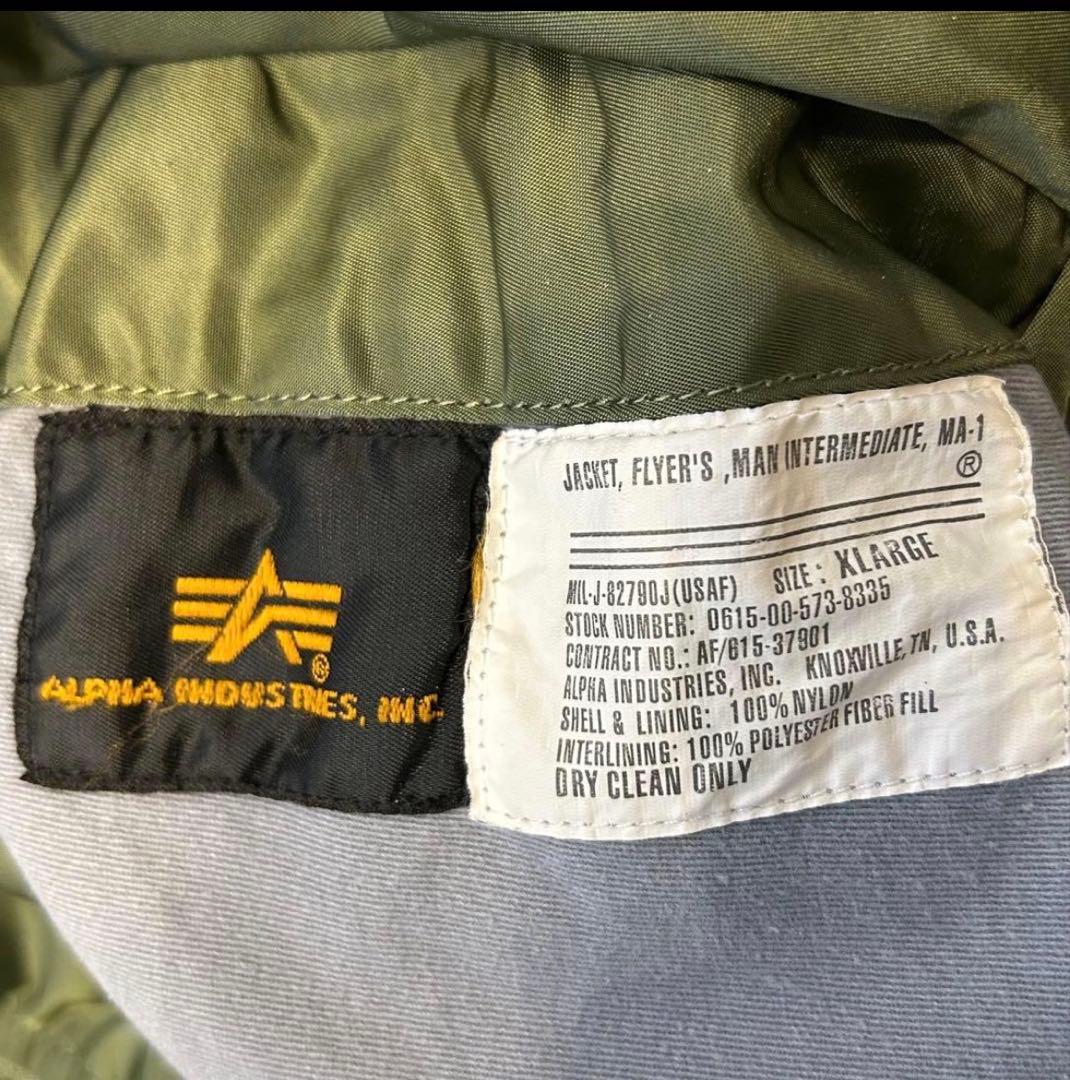 ALPHA INDUSTRIES, INC.
®
JACKET, FLYER'S ,MAN INTERMEDIATE, MA-1
®
MIL-J-82790J(USAF) SIZE: XLARGE
STOCK NUMBER: 0615-00-573-8335
CONTRACT NO.: AF/615-37901
ALPHA INDUSTRIES, INC. KNOXVILLE, TN, U.S.A.
SHELL & LINING: 100% NYLON
INTERLINING: 100% POLYESTER FIBER FILL
DRY CLEAN ONLY